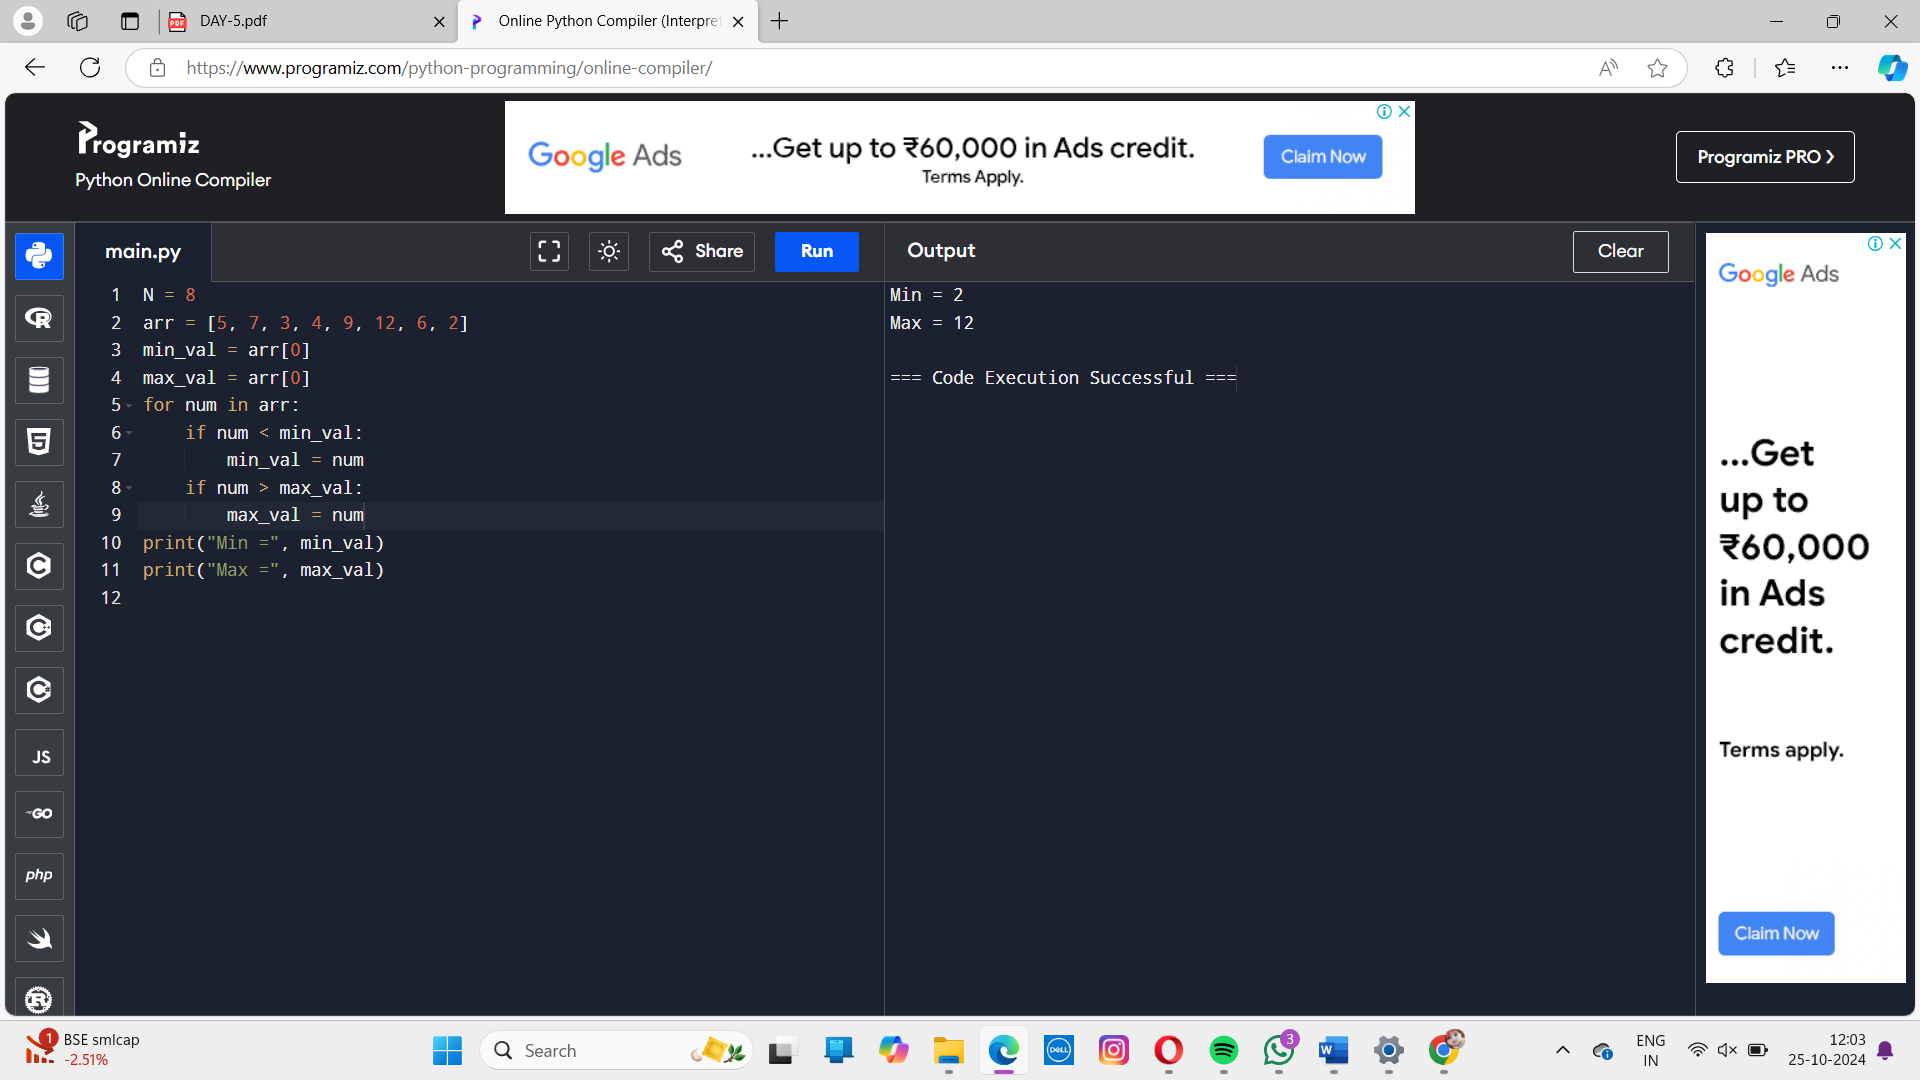 DAY-5.pdf
Online Python Compiler (Interpret
https://www.programiz.com/python-programming/online-compiler/
Programiz
Python Online Compiler
Google Ads
...Get up to ₹60,000 in Ads credit.
Terms Apply.
Claim Now
Programiz PRO ❯
main.py
Share
Run
Output
Clear
1 N = 8
2 arr = [5, 7, 3, 4, 9, 12, 6, 2]
3 min_val = arr[0]
4 max_val = arr[0]
5 for num in arr:
6 if num < min_val:
7 min_val = num
8 if num > max_val:
9 max_val = num
10 print("Min =", min_val)
11 print("Max =", max_val)
12
Min = 2
Max = 12
=== Code Execution Successful ===
Google Ads
...Get
up to
₹60,000
in Ads
credit.
Terms apply.
Claim Now
JS
GO
php
1
BSE smlcap
-2.51%
Search
DELL
3
ENG
IN
12:03
25-10-2024